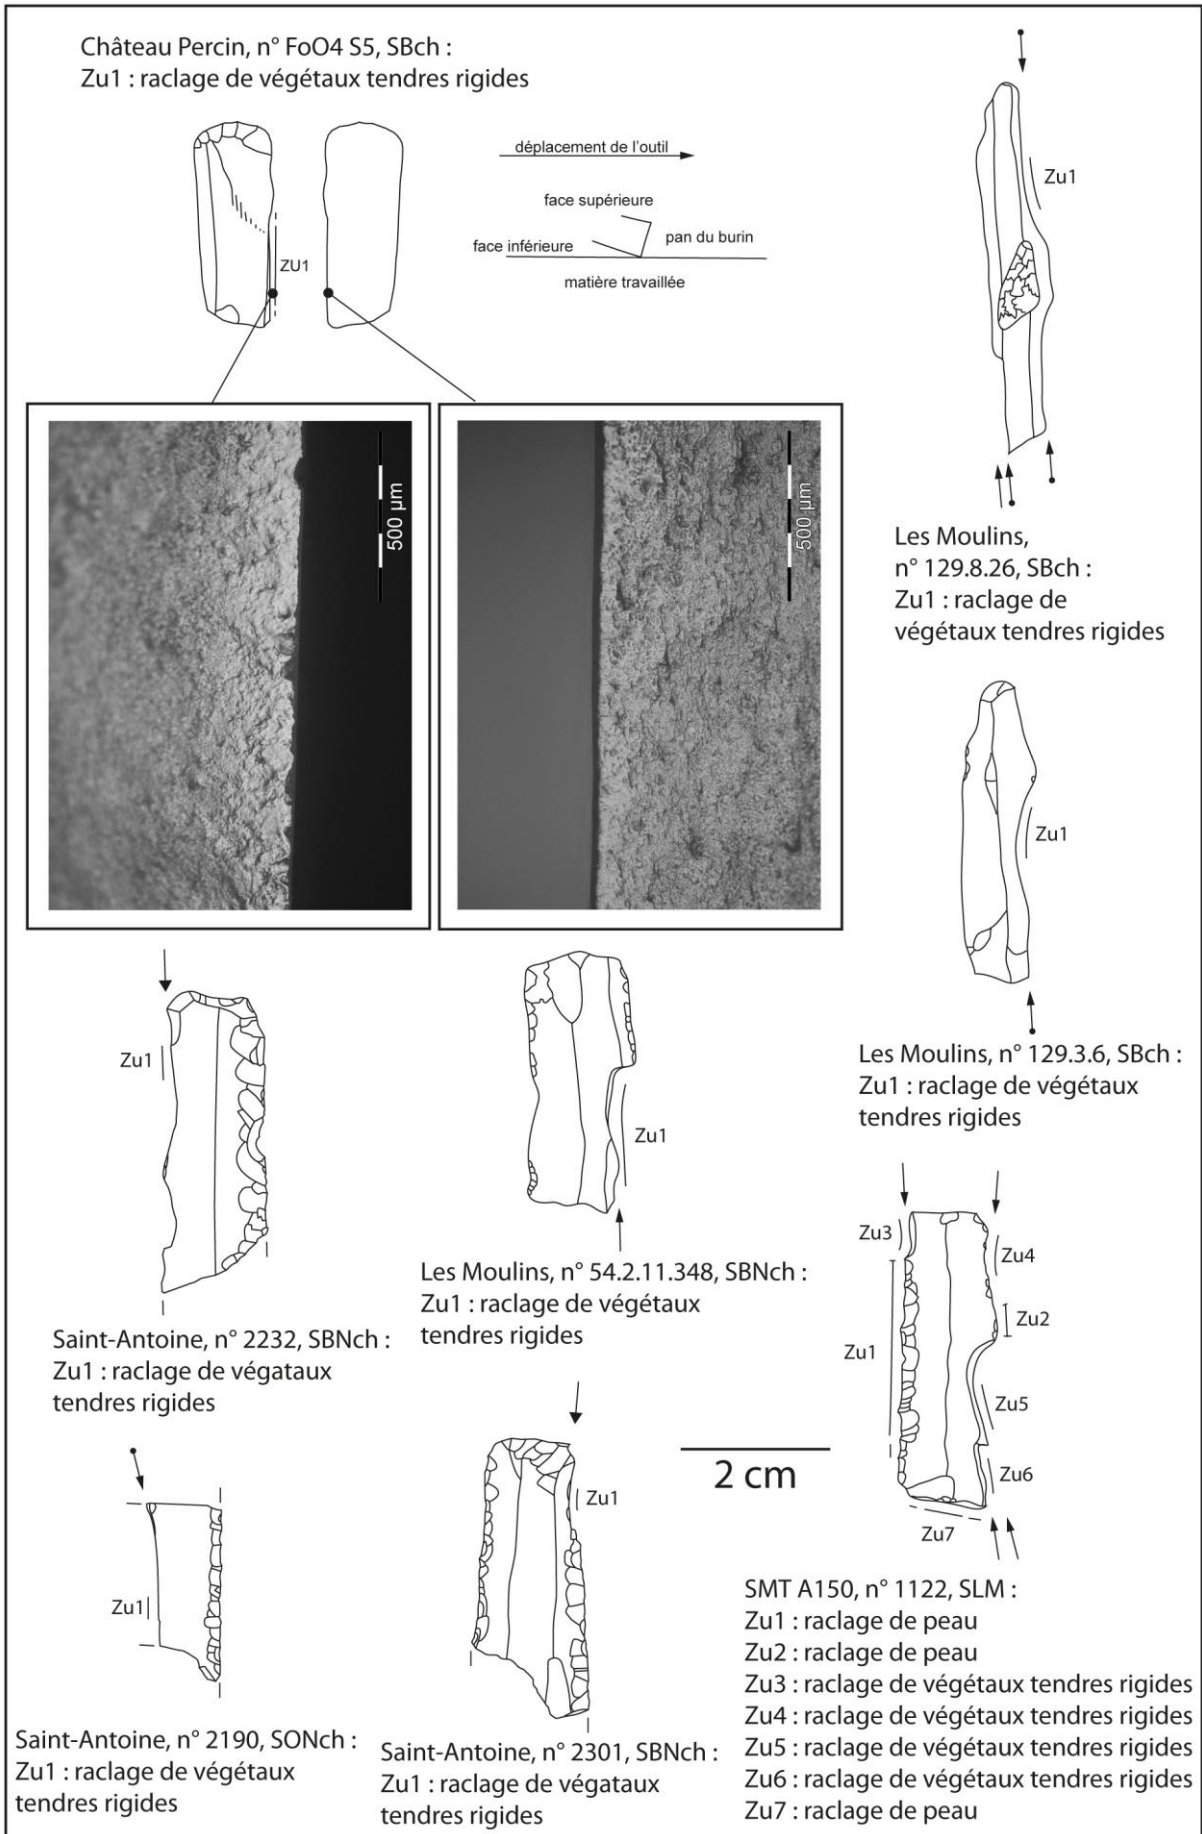 Château Percin, n° FoO4 S5, SBch :
Zu1 : raclage de végétaux tendres rigides
déplacement de l'outil
face supérieure
face inférieure
pan du burin
matière travaillée
ZU1
Zu1
500 µm
500 µm
Les Moulins,
n° 129.8.26, SBch :
Zu1 : raclage de
végétaux tendres rigides
Zu1
Les Moulins, n° 129.3.6, SBch :
Zu1 : raclage de végétaux
tendres rigides
Zu1
Saint-Antoine, n° 2232, SBNch :
Zu1 : raclage de végataux
tendres rigides
Zu1
Les Moulins, n° 54.2.11.348, SBNch :
Zu1 : raclage de végétaux
tendres rigides
Zu3
Zu4
Zu2
Zu1
Zu5
Zu6
Zu7
2 cm
Zu1
Saint-Antoine, n° 2190, SONch :
Zu1 : raclage de végétaux
tendres rigides
Zu1
Saint-Antoine, n° 2301, SBNch :
Zu1 : raclage de végataux
tendres rigides
SMT A150, n° 1122, SLM :
Zu1 : raclage de peau
Zu2 : raclage de peau
Zu3 : raclage de végétaux tendres rigides
Zu4 : raclage de végétaux tendres rigides
Zu5 : raclage de végétaux tendres rigides
Zu6 : raclage de végétaux tendres rigides
Zu7 : raclage de peau